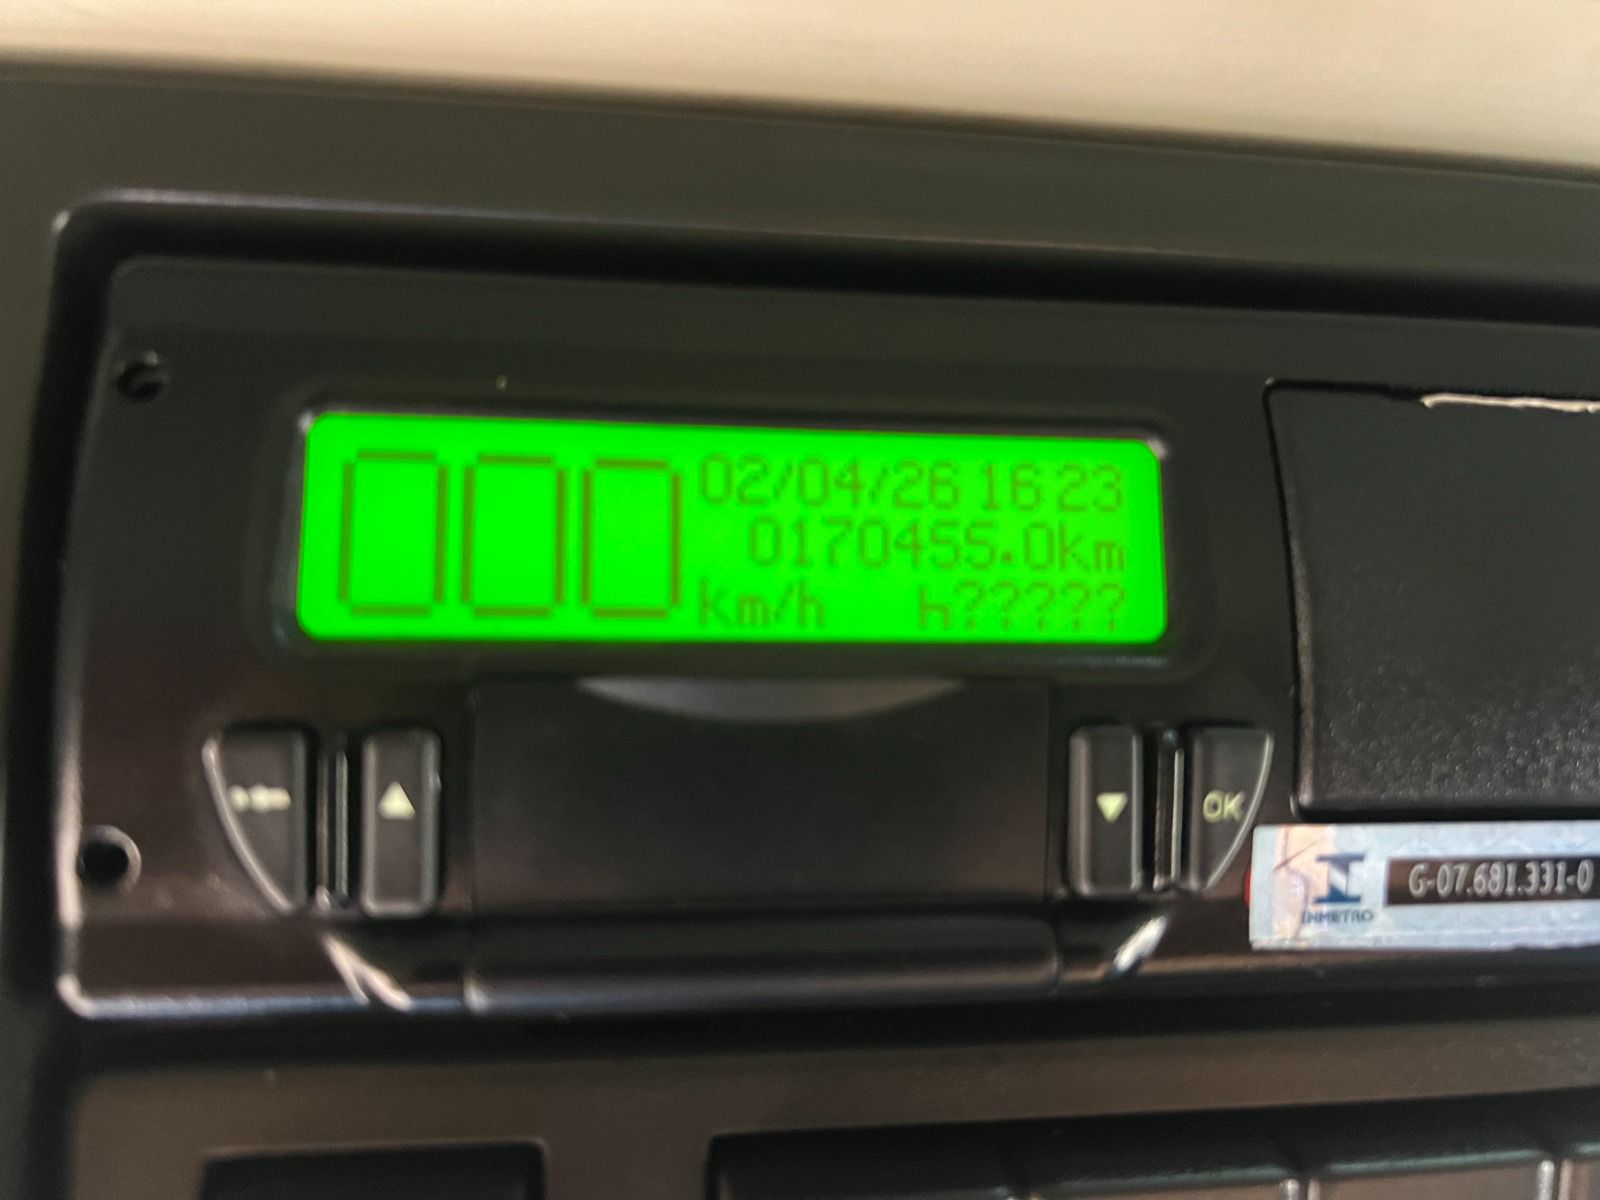 000
02/04/26 16 23
0170455.0km
Km/h h?????
OK
INMETRO
G-07.681.331-0